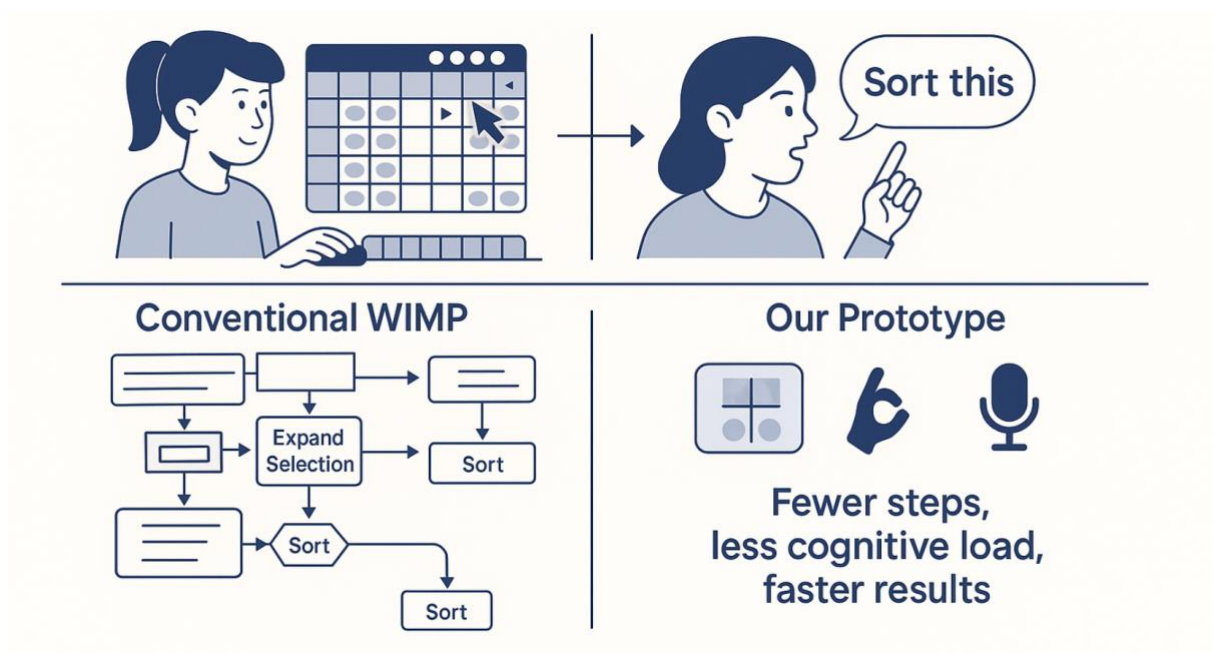 Sort this
Conventional WIMP
Expand
Selection
Sort
Sort
Sort
Our Prototype
Fewer steps,
less cognitive load,
faster results